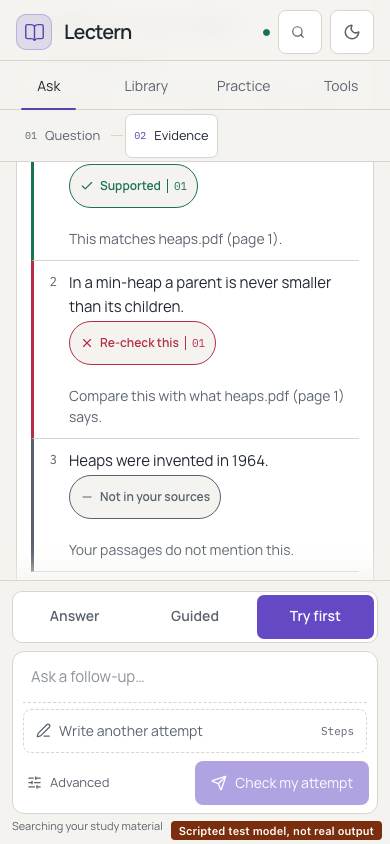 Lectern
Ask Library Practice Tools
01 Question 02 Evidence
Supported | 01
This matches heaps.pdf (page 1).
2 In a min-heap a parent is never smaller
than its children.
Re-check this | 01
Compare this with what heaps.pdf (page 1)
says.
3 Heaps were invented in 1964.
Not in your sources
Your passages do not mention this.
Answer Guided Try first
Ask a follow-up…
Write another attempt Steps
Advanced Check my attempt
Searching your study material Scripted test model, not real output